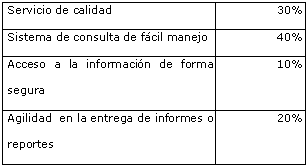 Servicio de calidad 30%
Sistema de consulta de fácil manejo 40%
Acceso a la información de forma 10%
segura
Agilidad en la entrega de informes o 20%
reportes